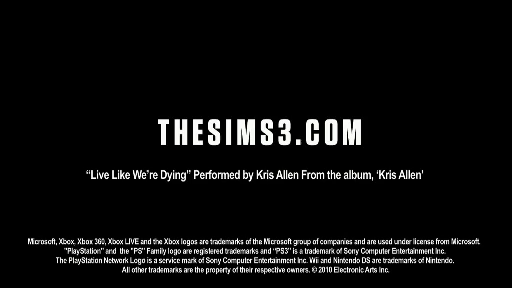 THESIMS3.COM
“Live Like We're Dying” Performed by Kris Allen From the album, ‘Kris Allen’
Microsoft, Xbox, Xbox 360, Xbox LIVE and the Xbox logos are trademarks of the Microsoft group of companies and are used under license from Microsoft.
"PlayStation" and the "PS" Family logo are registered trademarks and "PS3" is a trademark of Sony Computer Entertainment Inc.
The PlayStation Network Logo is a service mark of Sony Computer Entertainment Inc. Wii and Nintendo DS are trademarks of Nintendo.
All other trademarks are the property of their respective owners. © 2010 Electronic Arts Inc.